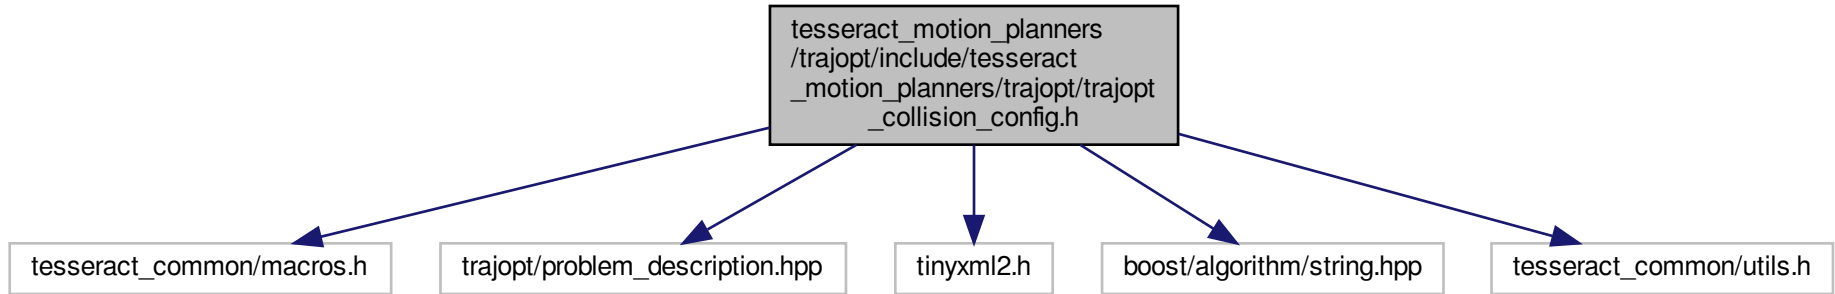 tesseract_motion_planners
/trajopt/include/tesseract
_motion_planners/trajopt/trajopt
_collision_config.h
tesseract_common/macros.h
trajopt/problem_description.hpp
tinyxml2.h
boost/algorithm/string.hpp
tesseract_common/utils.h